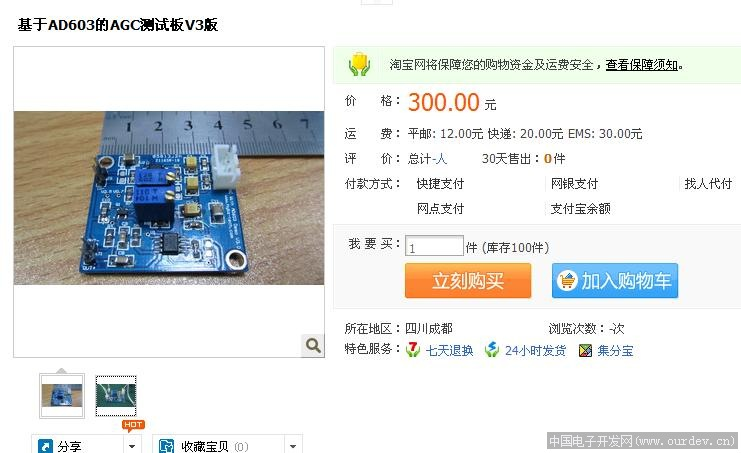 基于AD603的AGC测试板V3版
淘宝网将保障您的购物资金及运费安全，查看保障须知。
价 格： 300.00 元
运 费： 平邮: 12.00元 快递: 20.00元 EMS: 30.00元
评 价： 总计-人 30天售出：0件
付款方式： 快捷支付 网银支付 找人代付
网点支付 支付宝余额
我 要 买： 1 件 (库存100件)
立刻购买 加入购物车
所在地区：四川成都 浏览次数：-次
特色服务： 七天退换 24小时发货 集分宝
1 2 3 4 5 6 7
OUT+
HOT
分享 收藏宝贝 (0)
中国电子开发网(www.ourdev.cn)